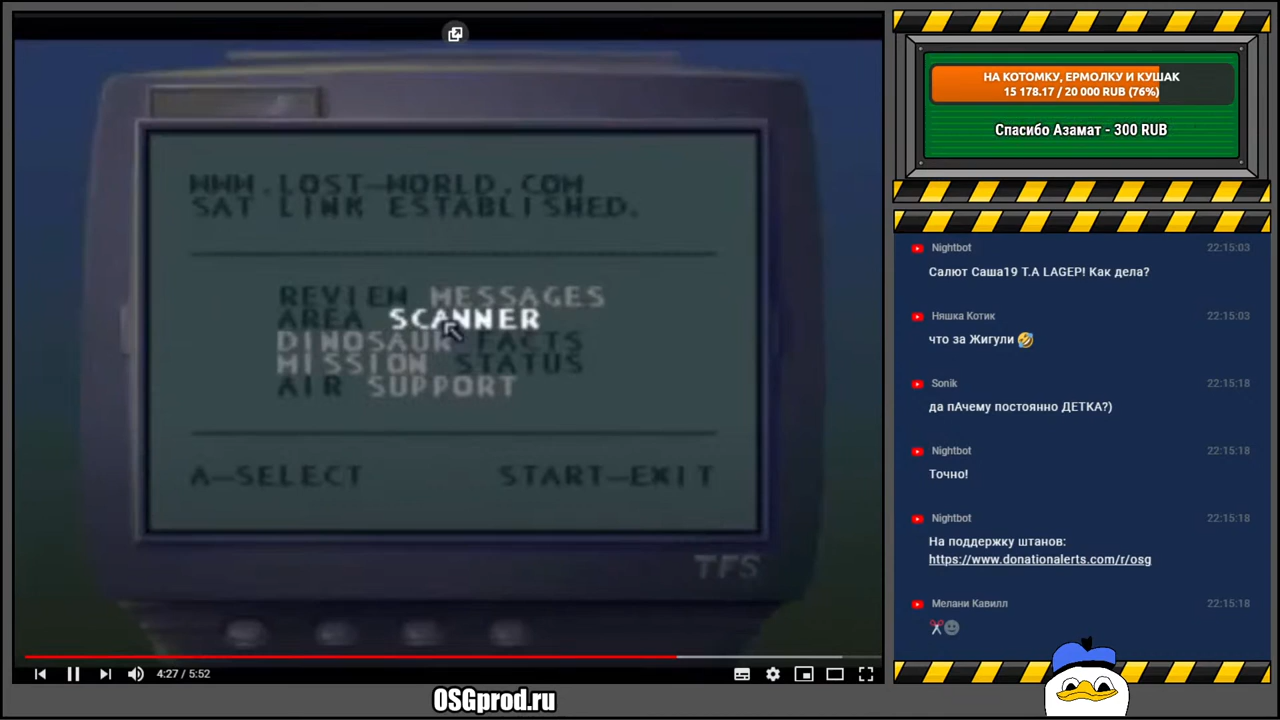 WWW.LOST-WORLD.COM
SAT LINK ESTABLISHED.
REVIEW MESSAGES
AREA SCANNER
DINOSAUR FACTS
MISSION STATUS
AIR SUPPORT
A-SELECT
START-EXIT
TFS
4:27 / 5:52
OSGprod.ru
НА КОТОМКУ, ЕРМОЛКУ И КУШАК
15 178.17 / 20 000 RUB (76%)
Спасибо Азамат - 300 RUB
Nightbot 22:15:03
Салют Саша19 Т.А LAGEP! Как дела?
Няшка Котик 22:15:03
что за Жигули 🤣
Sonik 22:15:18
да пАчему постоянно ДЕТКА?)
Nightbot 22:15:18
Точно!
Nightbot 22:15:18
На поддержку штанов:
https://www.donationalerts.com/r/osg
Мелани Кавилл 22:15:18